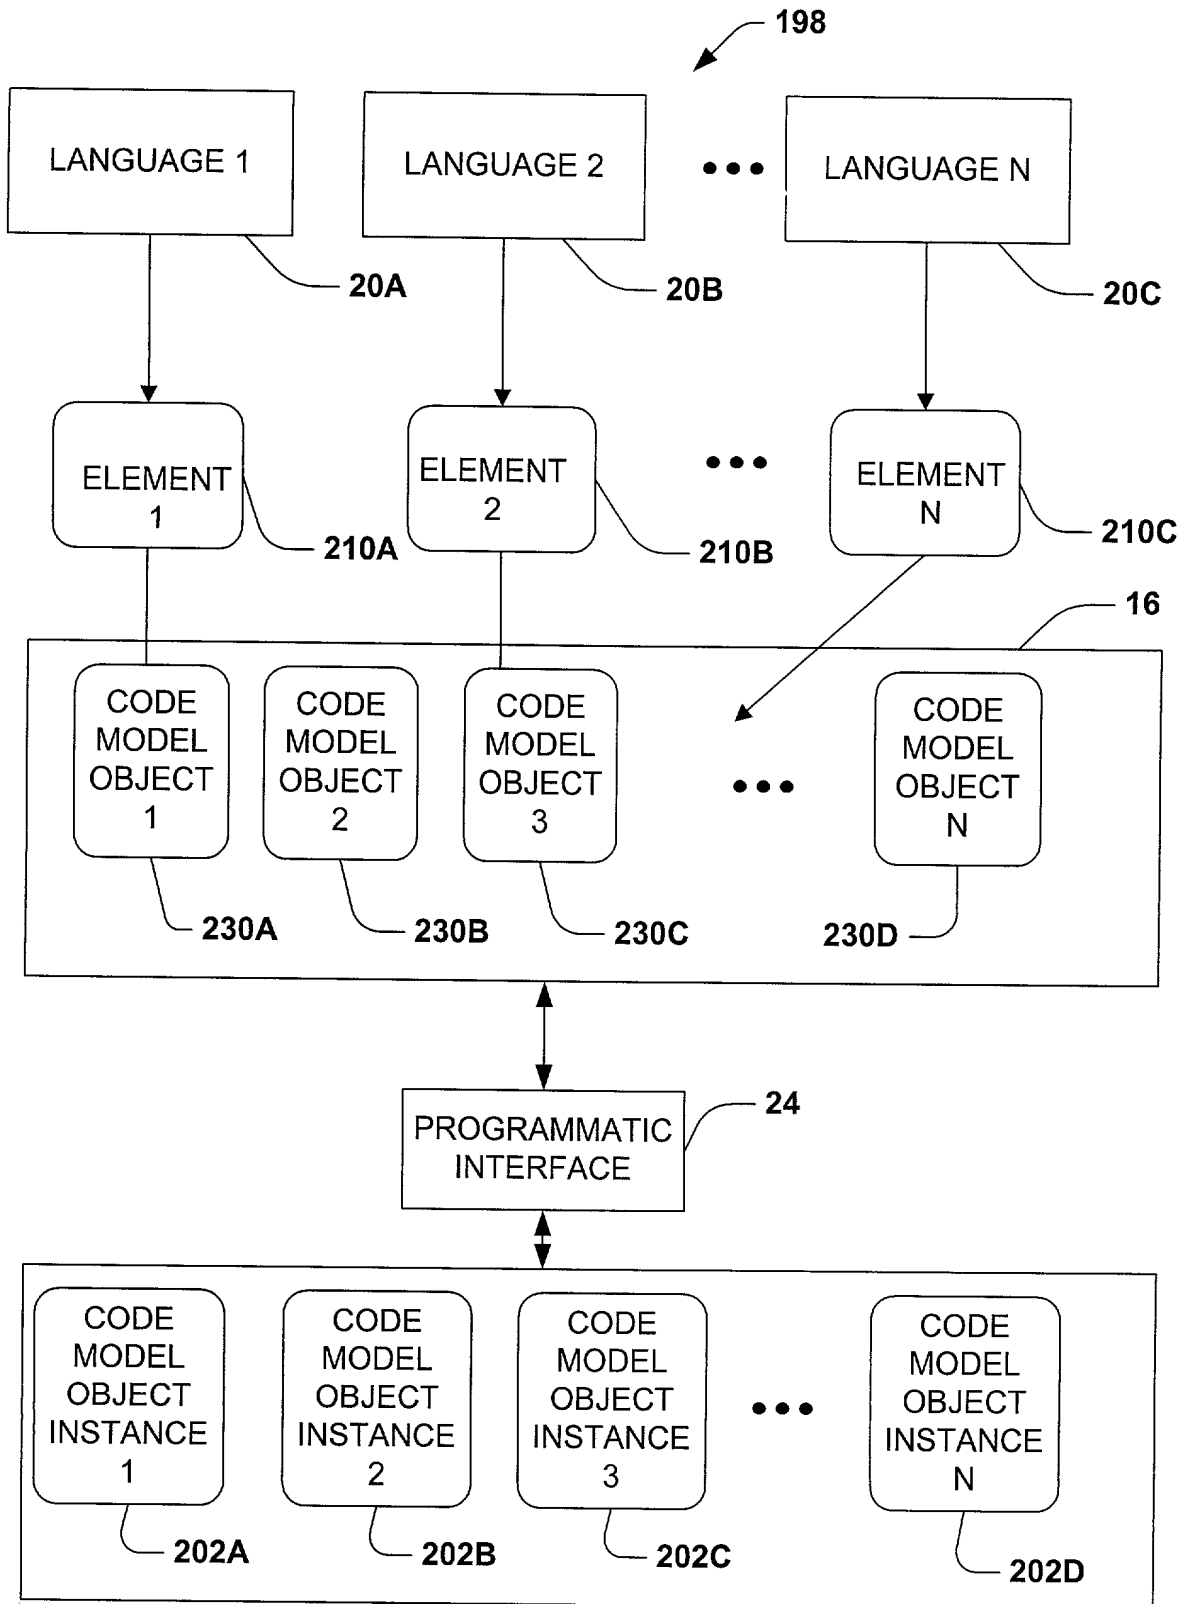 198
LANGUAGE 1
LANGUAGE 2
•••
LANGUAGE N
20A
20B
20C
ELEMENT
1
ELEMENT
2
•••
ELEMENT
N
210A
210B
210C
16
CODE
MODEL
OBJECT
1
CODE
MODEL
OBJECT
2
CODE
MODEL
OBJECT
3
•••
CODE
MODEL
OBJECT
N
230A
230B
230C
230D
PROGRAMMATIC
INTERFACE
24
CODE
MODEL
OBJECT
INSTANCE
1
CODE
MODEL
OBJECT
INSTANCE
2
CODE
MODEL
OBJECT
INSTANCE
3
•••
CODE
MODEL
OBJECT
INSTANCE
N
202A
202B
202C
202D